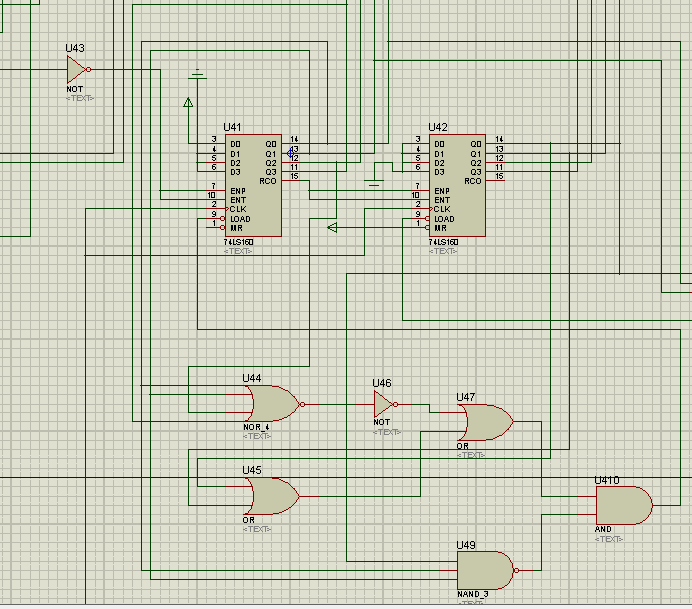 U43
NOT
<TEXT>
U41
3 D0 Q0 14
4 D1 Q1 13
5 D2 Q2 12
6 D3 Q3 11
RCO 15
7 ENP
10 ENT
2 CLK
9 LOAD
1 MR
74LS160
<TEXT>
U42
3 D0 Q0 14
4 D1 Q1 13
5 D2 Q2 12
6 D3 Q3 11
RCO 15
7 ENP
10 ENT
2 CLK
9 LOAD
1 MR
74LS160
<TEXT>
U44
NOR_4
<TEXT>
U46
NOT
<TEXT>
U47
OR
<TEXT>
U45
OR
<TEXT>
U410
AND
<TEXT>
U49
NAND_3
<TEXT>